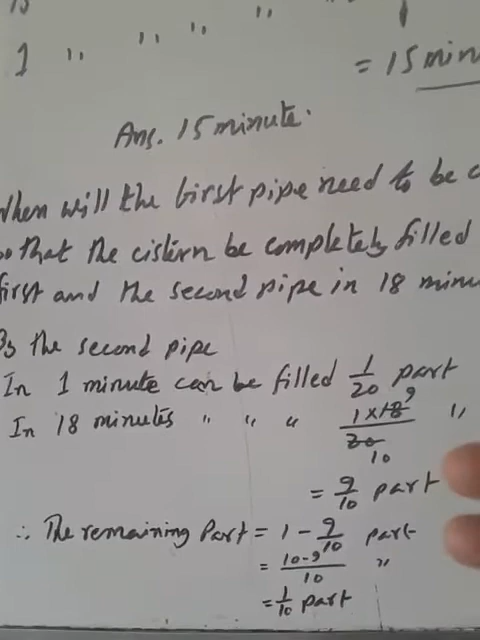 1 " " " "
= 15 min
Ans. 15 minute.
When will the first pipe need to be c
so that the cistern be completely filled
first and the second pipe in 18 minu
By the second pipe
In 1 minute can be filled 1/20 part
In 18 minutes " " " 1×18/20 "
9
10
= 9/10 part
∴ The remaining Part = 1 - 9/10 part
= 10-9/10 "
= 1/10 part